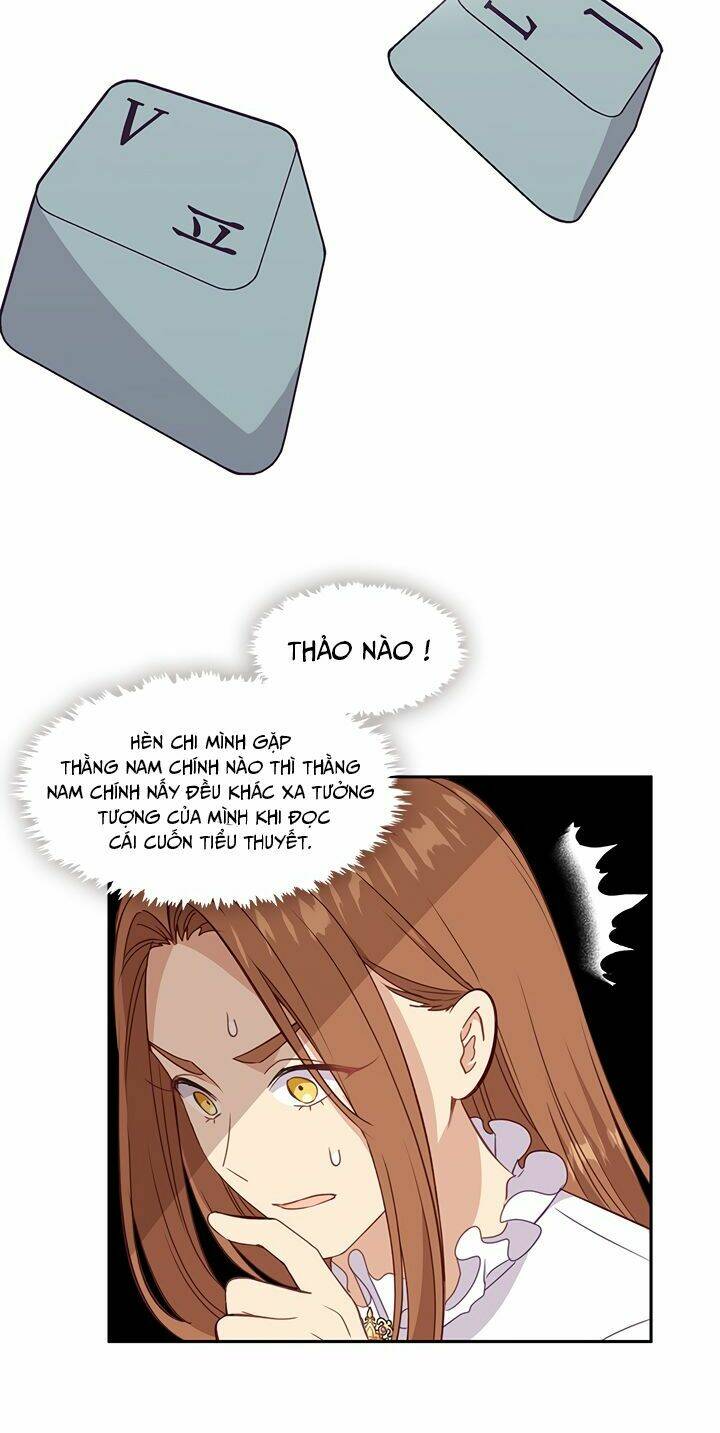 L ㅣ
V
ㅍ
THẢO NÀO !
HÈN CHI MÌNH GẶP
THẰNG NAM CHÍNH NÀO THÌ THẰNG
NAM CHÍNH NẤY ĐỀU KHÁC XA TƯỞNG
TƯỢNG CỦA MÌNH KHI ĐỌC
CÁI CUỐN TIỂU THUYẾT.